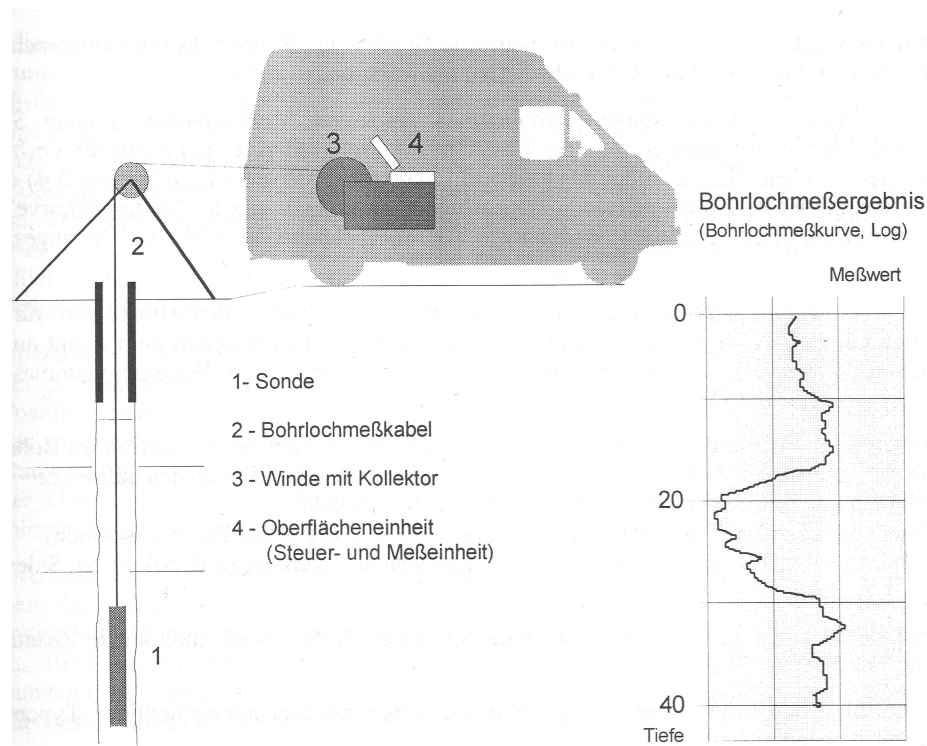 3
4
2
Bohrlochmeßergebnis
(Bohrlochmeßkurve, Log)
Meßwert
0
1- Sonde
2 - Bohrlochmeßkabel
3 - Winde mit Kollektor
20
4 - Oberflächeneinheit
(Steuer- und Meßeinheit)
1
40
Tiefe